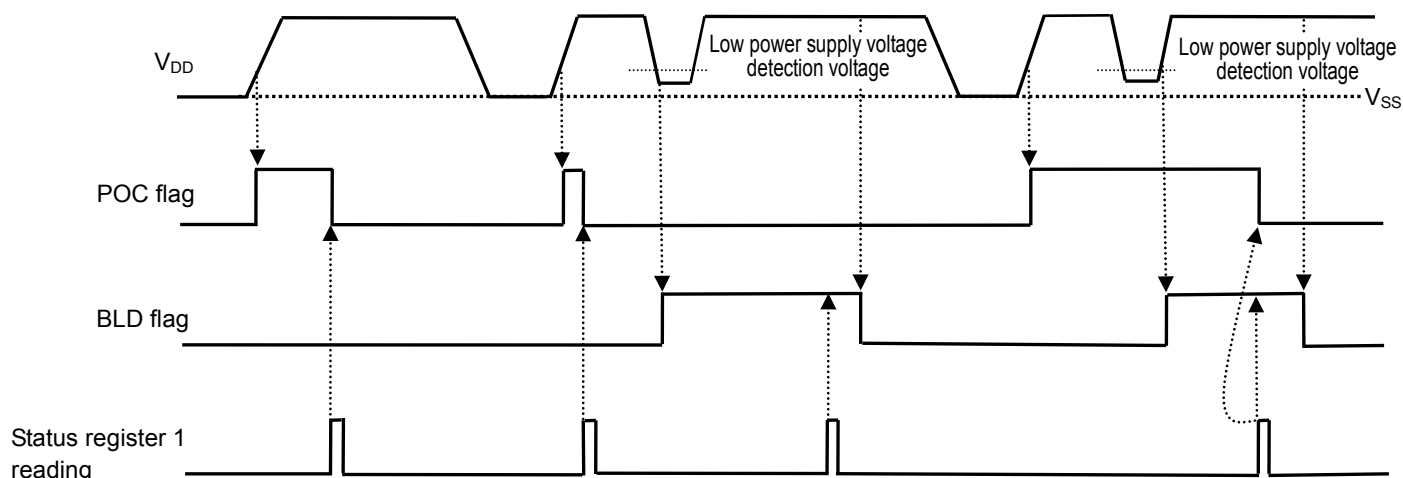 Low power supply voltage
detection voltage
Low power supply voltage
detection voltage
VDD
VSS
POC flag
BLD flag
Status register 1
reading